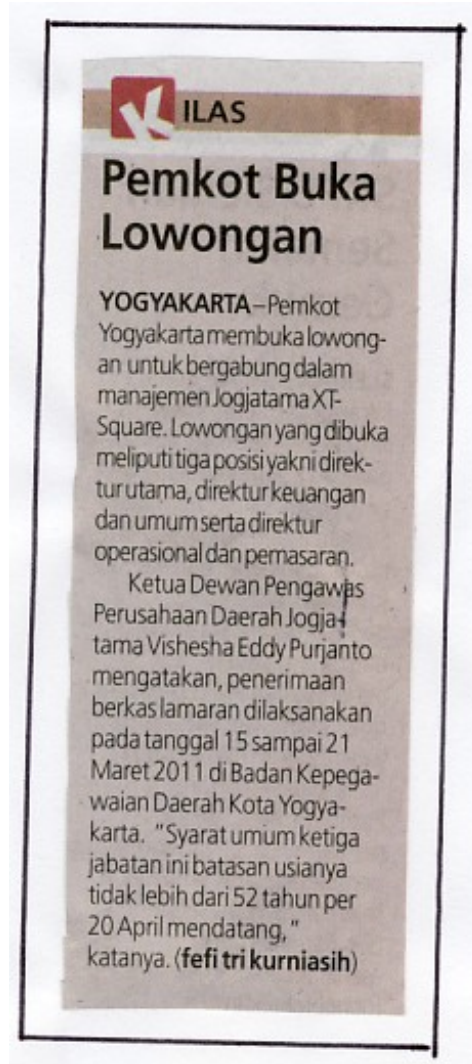 K ILAS
Pemkot Buka
Lowongan
YOGYAKARTA–Pemkot
Yogyakarta membuka lowong-
an untuk bergabung dalam
manajemen Jogjatama XT-
Square. Lowongan yang dibuka
meliputi tiga posisi yakni direk-
tur utama, direktur keuangan
dan umum serta direktur
operasional dan pemasaran.
Ketua Dewan Pengawas
Perusahaan Daerah Jogja-
tama Vishesha Eddy Purjanto
mengatakan, penerimaan
berkas lamaran dilaksanakan
pada tanggal 15 sampai 21
Maret 2011 di Badan Kepega-
waian Daerah Kota Yogya-
karta. "Syarat umum ketiga
jabatan ini batasan usianya
tidak lebih dari 52 tahun per
20 April mendatang,"
katanya. (fefi tri kurniasih)